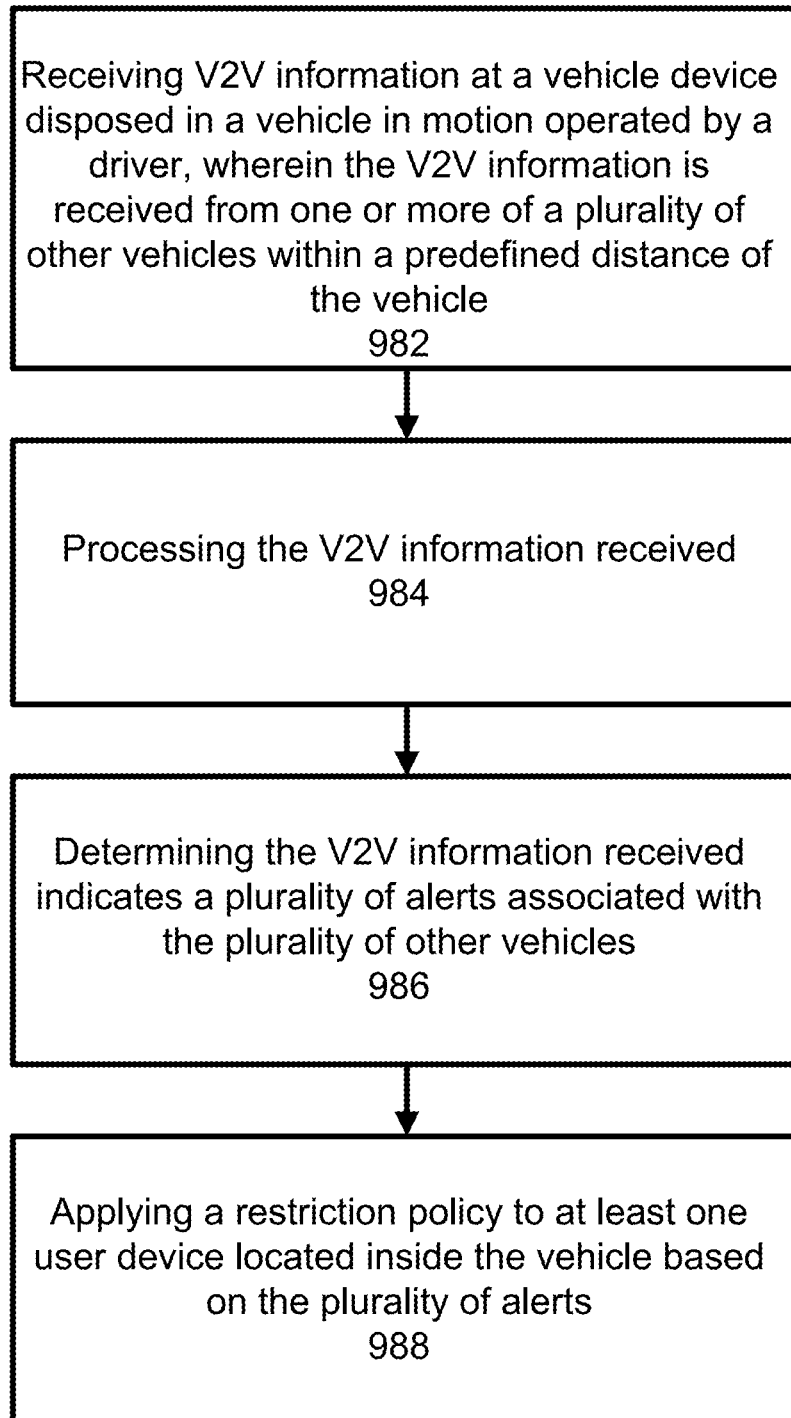 Receiving V2V information at a vehicle device
disposed in a vehicle in motion operated by a
driver, wherein the V2V information is
received from one or more of a plurality of
other vehicles within a predefined distance of
the vehicle
982
Processing the V2V information received
984
Determining the V2V information received
indicates a plurality of alerts associated with
the plurality of other vehicles
986
Applying a restriction policy to at least one
user device located inside the vehicle based
on the plurality of alerts
988